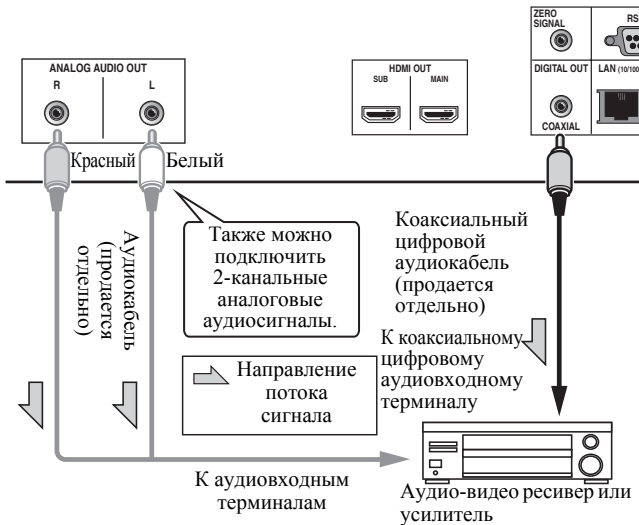 ZERO
SIGNAL
RS
ANALOG AUDIO OUT
R
L
HDMI OUT
SUB
MAIN
DIGITAL OUT
LAN (10/100
COAXIAL
Красный
Белый
Аудиокабель
(продается
отдельно)
Также можно
подключить
2-канальные
аналоговые
аудиосигналы.
Коаксиальный
цифровой
аудиокабель
(продается
отдельно)
Направление
потока
сигнала
К коаксиальному
цифровому
аудиовходному
терминалу
К аудиовходным
терминалам
Аудио-видео ресивер или
усилитель